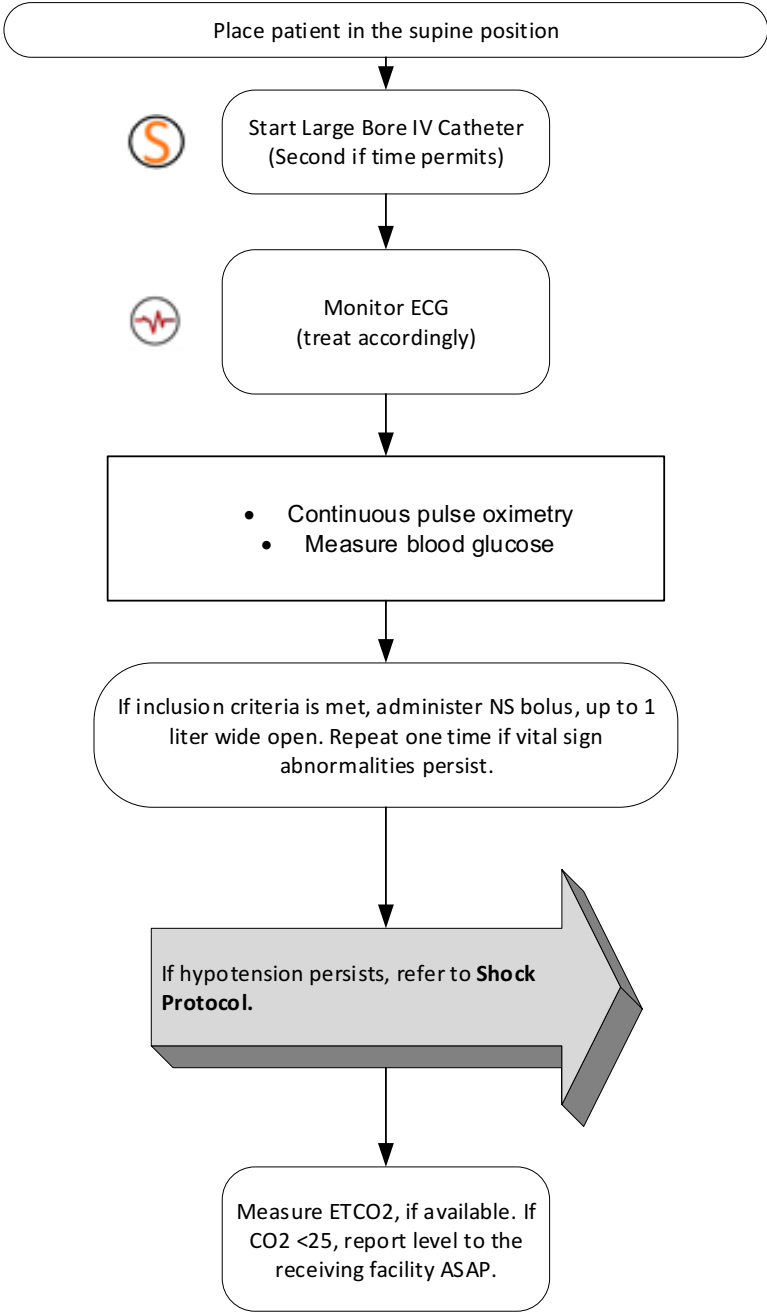 Place patient in the supine position
S
Start Large Bore IV Catheter
(Second if time permits)
Monitor ECG
(treat accordingly)
• Continuous pulse oximetry
• Measure blood glucose
If inclusion criteria is met, administer NS bolus, up to 1
liter wide open. Repeat one time if vital sign
abnormalities persist.
If hypotension persists, refer to Shock
Protocol.
Measure ETCO2, if available. If
CO2 <25, report level to the
receiving facility ASAP.